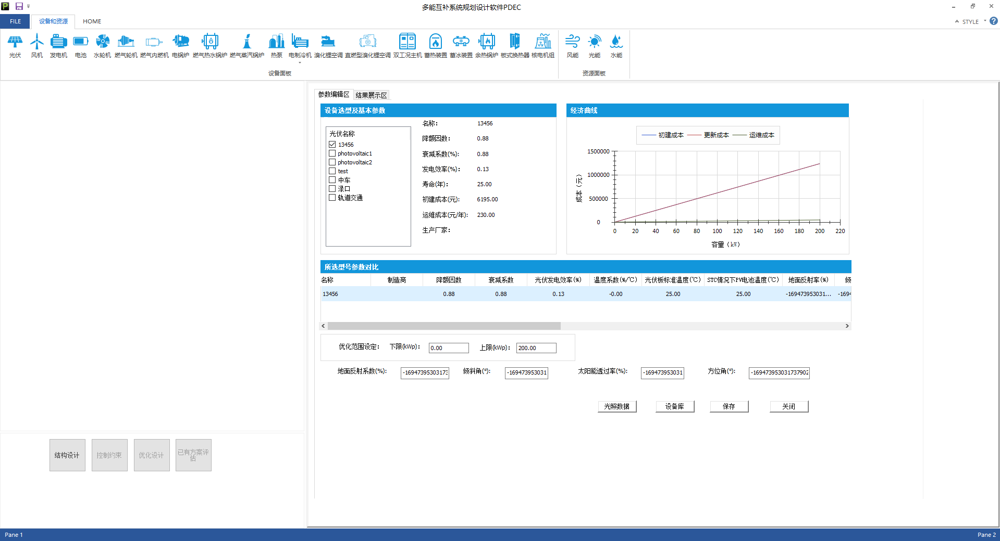 多能互补系统规划设计软件PDEC
FILE 设备和资源 HOME STYLE
光伏 风机 发电机 电池 水轮机 燃气轮机 燃气内燃机 电锅炉 燃气热水锅炉 燃气蒸汽锅炉 热泵 电制冷机 溴化锂空调 直燃型溴化锂空调 双工况主机 蓄热装置 蓄冰装置 余热锅炉 板式换热器 核电机组 风能 光能 水能
设备面板 资源面板
参数编辑区 结果展示区
设备选型及基本参数
光伏名称
13456
photovoltaic1
photovoltaic2
test
中车
渌口
轨道交通
名称: 13456
降额因数: 0.88
衰减系数(%): 0.88
发电效率(%): 0.13
寿命(年): 25.00
初建成本(元): 6195.00
运维成本(元/年): 230.00
生产厂家:
经济曲线
初建成本 更新成本 运维成本
1500000
1000000
500000
0
成本（元）
0 20 40 60 80 100 120 140 160 180 200 220
容量（kW）
所选型号参数对比
名称 制造商 降额因数 衰减系数 光伏发电效率(%) 温度系数(%/℃) 光伏板标准温度(℃) STC情况下PV电池温度(℃) 地面反射率(%) 倾
13456 0.88 0.88 0.13 -0.00 25.00 25.00 -169473953031... -1694
优化范围设定: 下限(kWp): 0.00 上限(kWp): 200.00
地面反射系数(%): -16947395303173 倾斜角(°): -169473953031 太阳能透过率(%): -169473953031 方位角(°): -169473953031737902
光照数据 设备库 保存 关闭
结构设计 控制约束 优化设计 已有方案评估
Pane 1 Pane 2